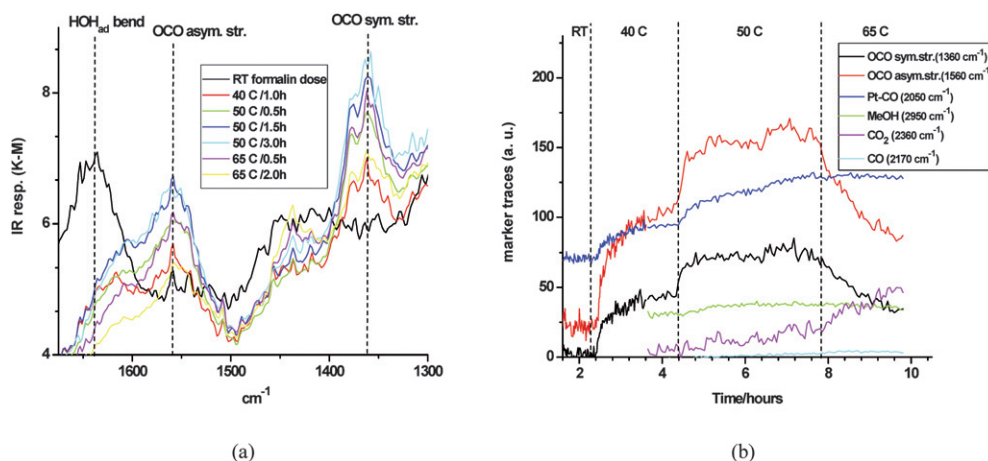 HOHad bend
OCO asym. str.
OCO sym. str.
RT formalin dose
40 C /1.0h
50 C /0.5h
50 C /1.5h
50 C /3.0h
65 C /0.5h
65 C /2.0h
IR resp. (K-M)
8
6
4
1600
1500
1400
1300
cm-1
(a)
RT
40 C
50 C
65 C
OCO sym.str.(1360 cm-1)
OCO asym.str.(1560 cm-1)
Pt-CO (2050 cm-1)
MeOH (2950 cm-1)
CO2 (2360 cm-1)
CO (2170 cm-1)
marker traces (a. u.)
200
150
100
50
0
2
4
6
8
10
Time/hours
(b)